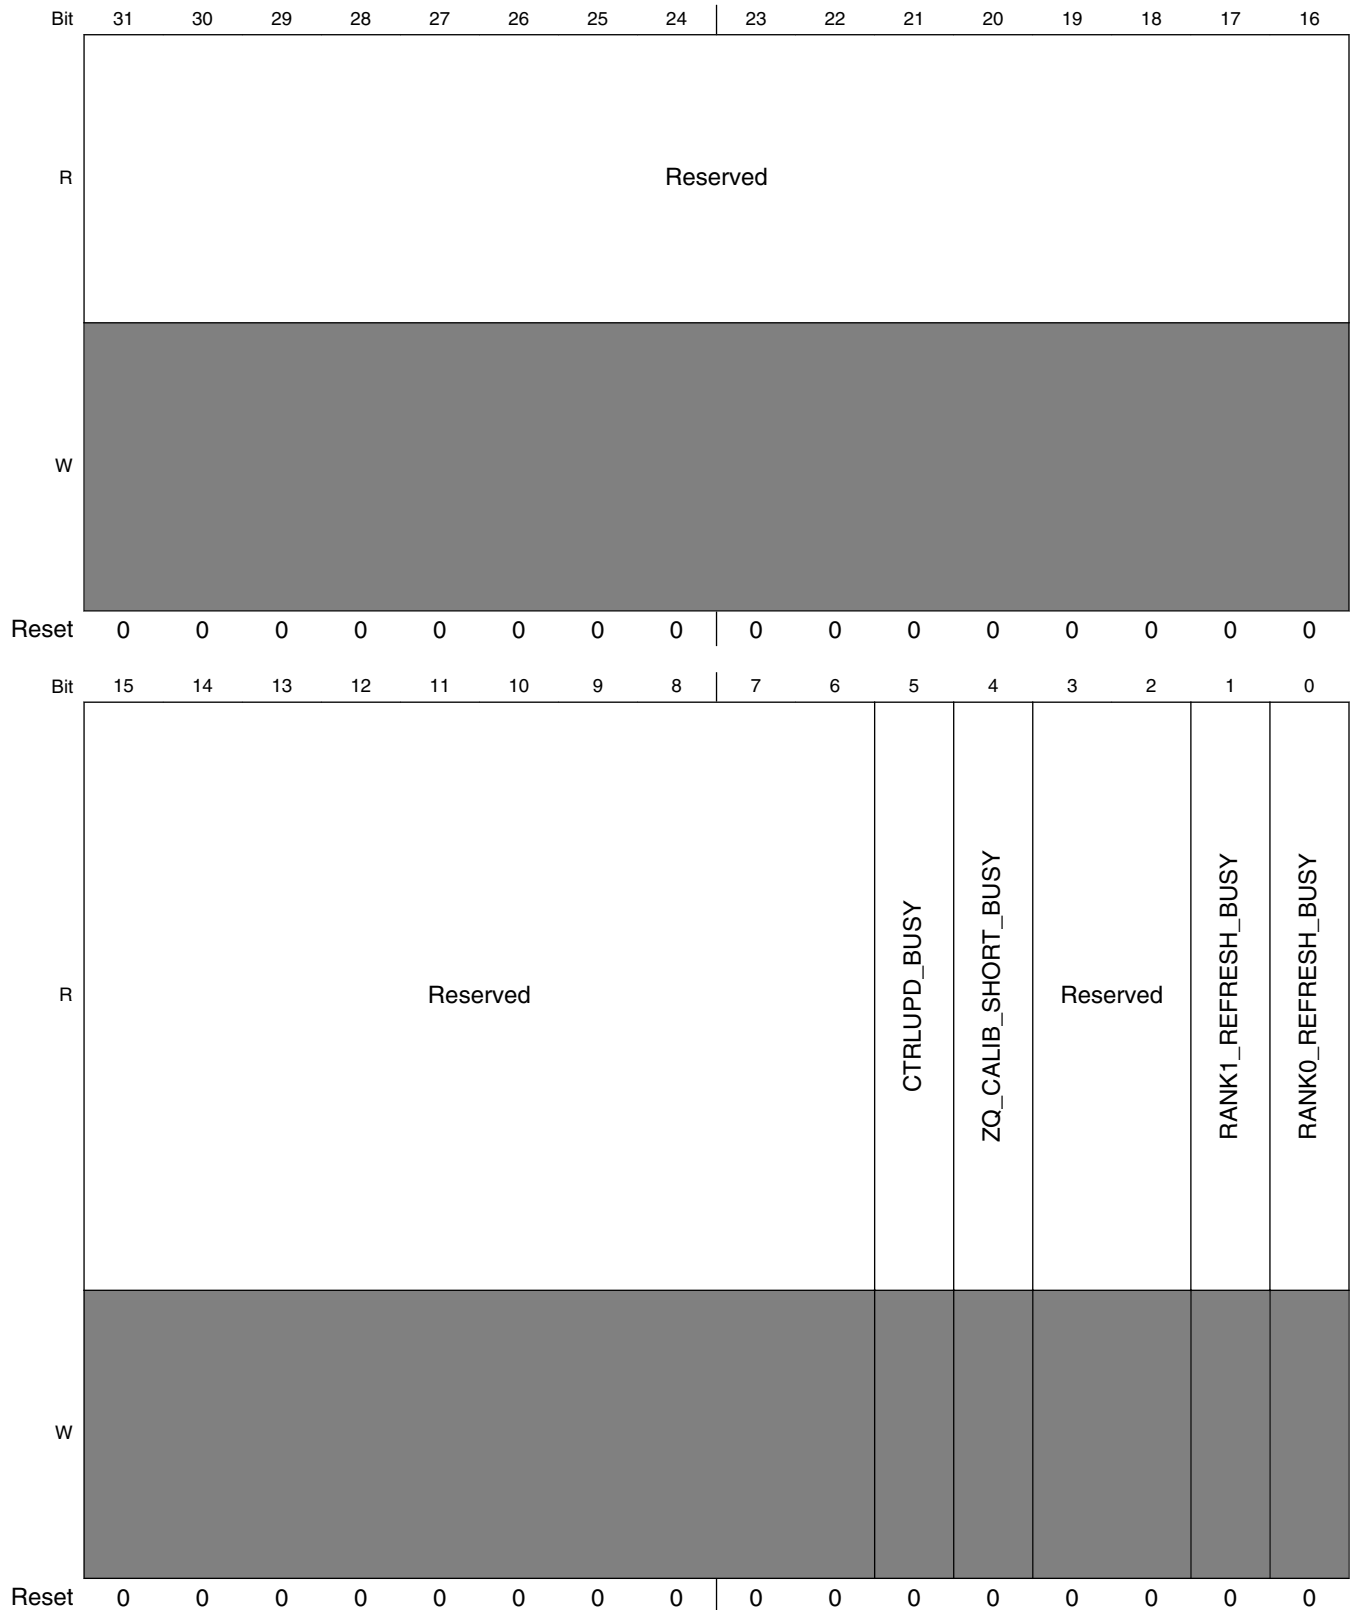 Bit 31 30 29 28 27 26 25 24 23 22 21 20 19 18 17 16
R Reserved
W
Reset 0 0 0 0 0 0 0 0 0 0 0 0 0 0 0 0
Bit 15 14 13 12 11 10 9 8 7 6 5 4 3 2 1 0
R Reserved CTRLUPD_BUSY ZQ_CALIB_SHORT_BUSY Reserved RANK1_REFRESH_BUSY RANK0_REFRESH_BUSY
W
Reset 0 0 0 0 0 0 0 0 0 0 0 0 0 0 0 0